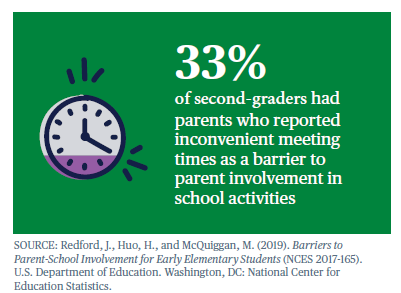 33%
of second-graders had
parents who reported
inconvenient meeting
times as a barrier to
parent involvement in
school activities
SOURCE: Redford, J., Huo, H., and McQuiggan, M. (2019). Barriers to
Parent-School Involvement for Early Elementary Students (NCES 2017-165).
U.S. Department of Education. Washington, DC: National Center for
Education Statistics.